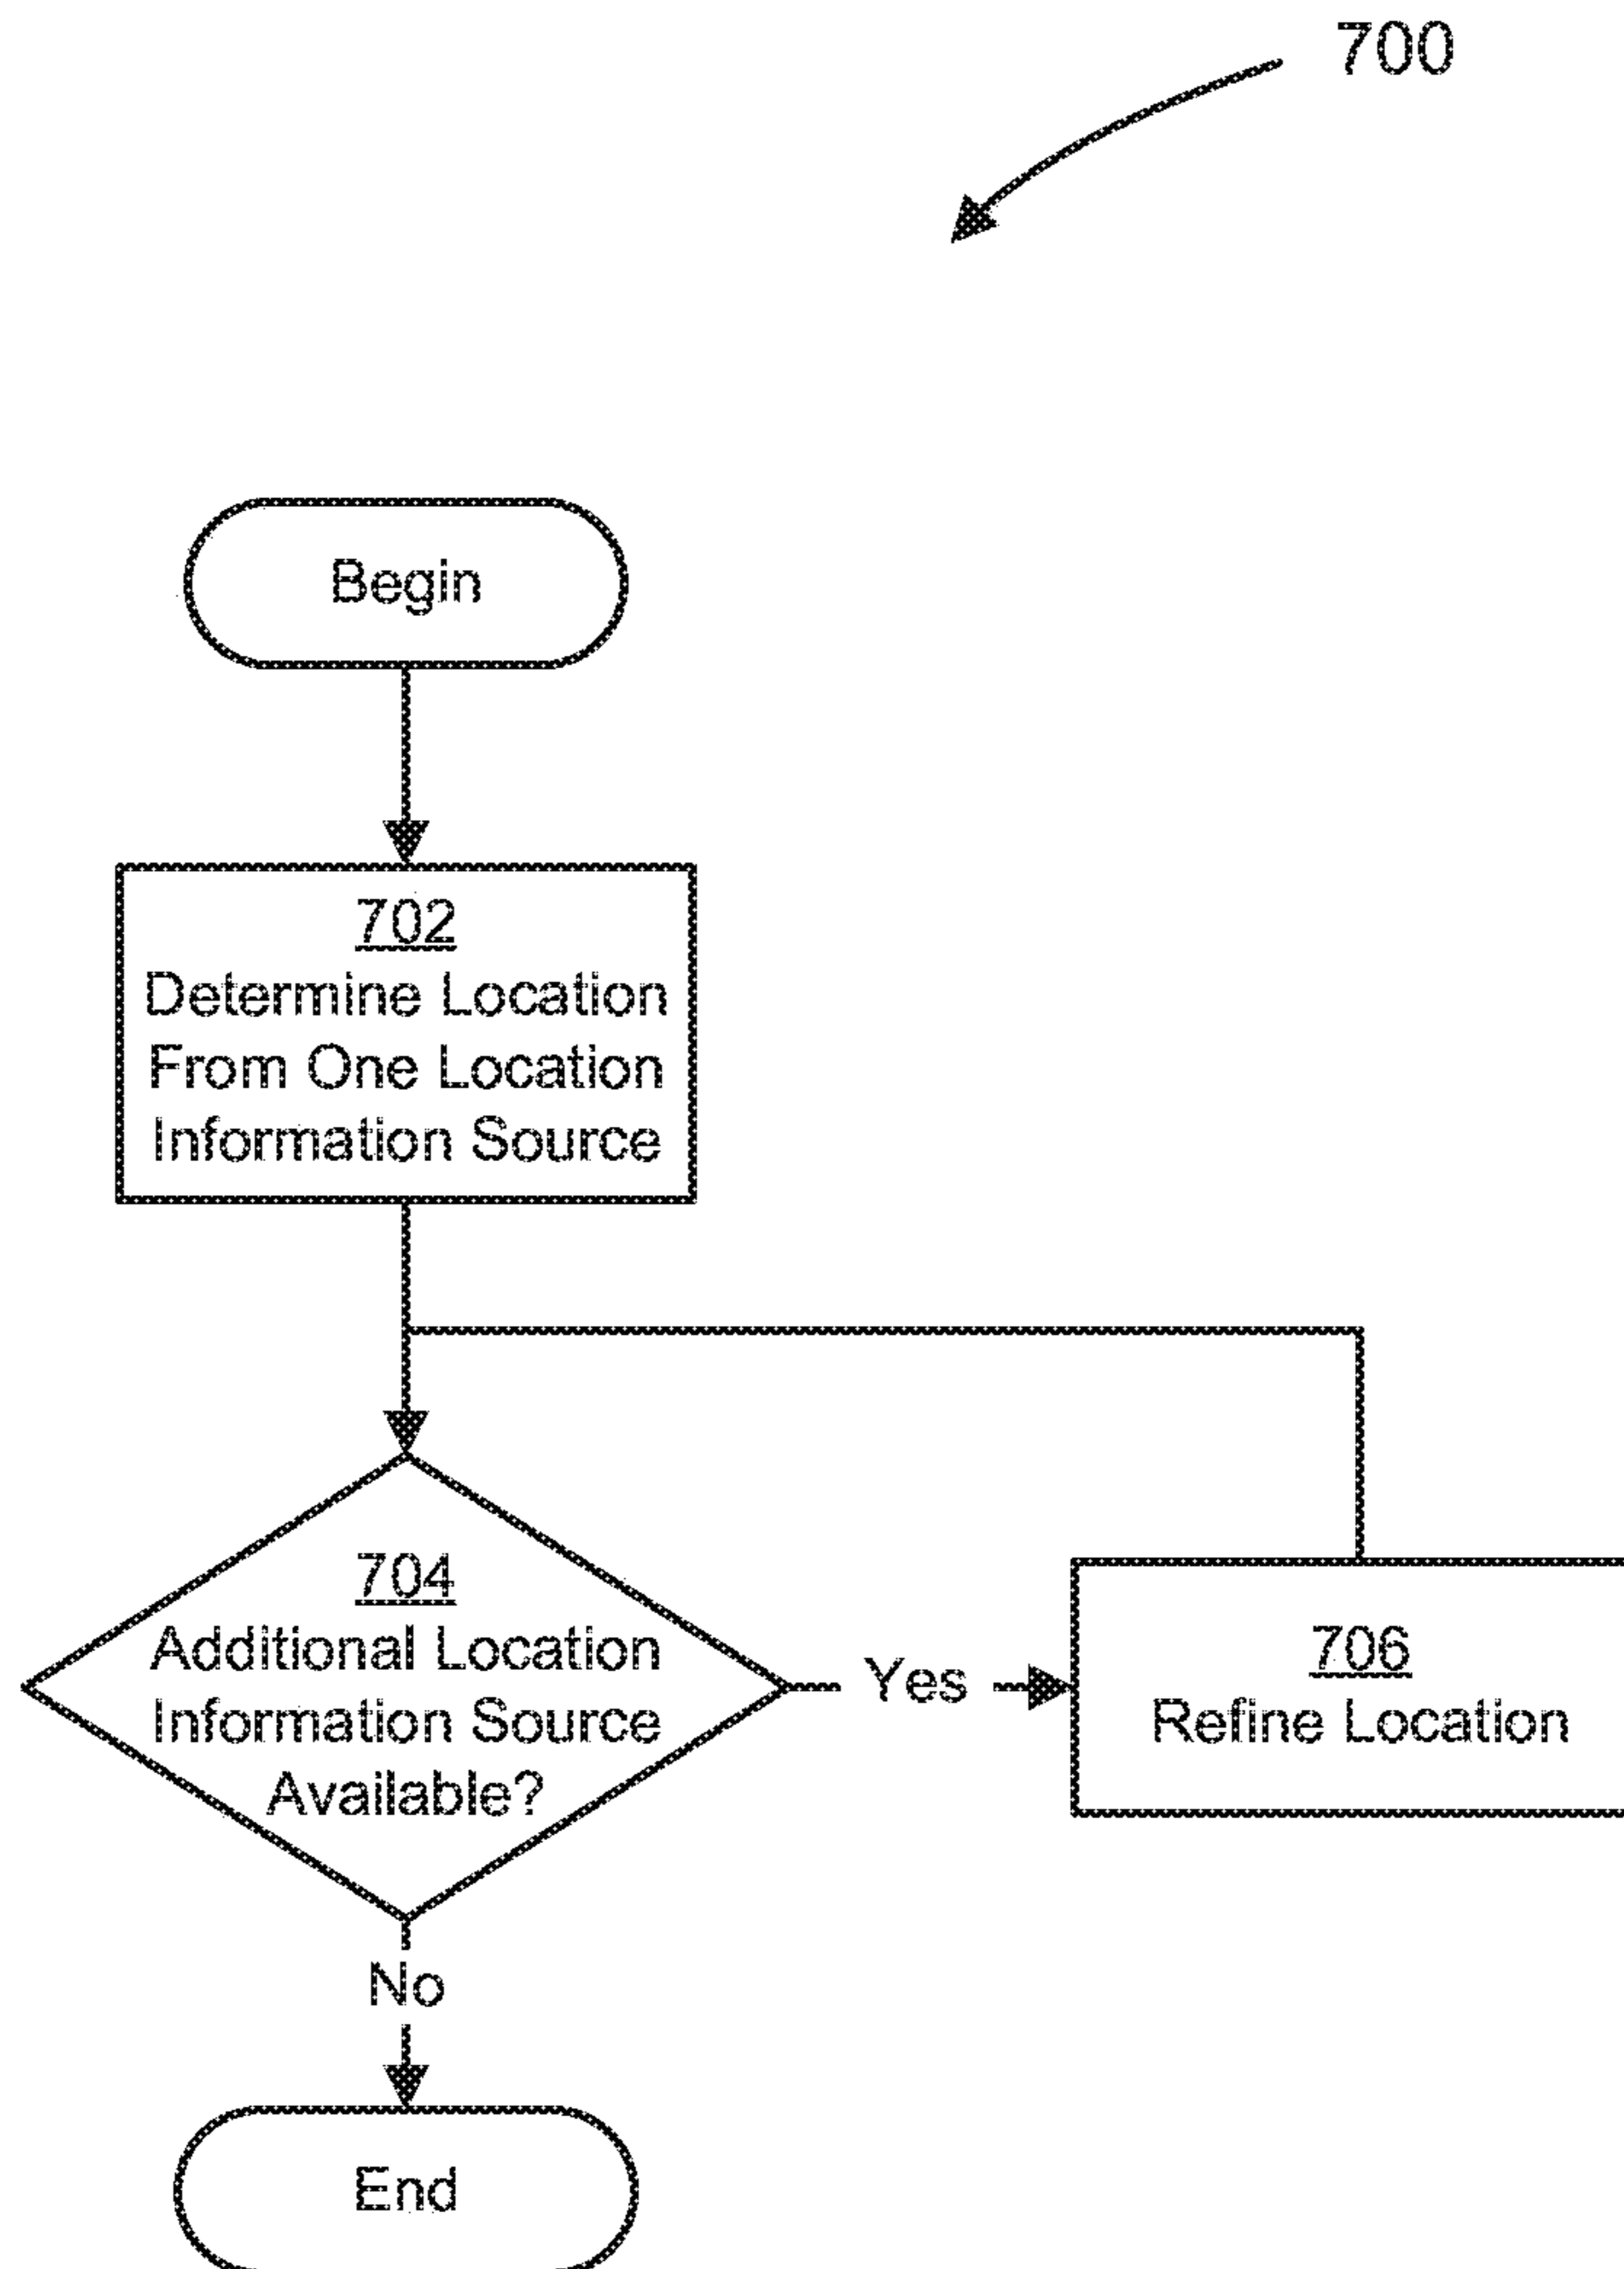 700
Begin
702
Determine Location
From One Location
Information Source
704
Additional Location
Information Source
Available?
Yes
706
Refine Location
No
End